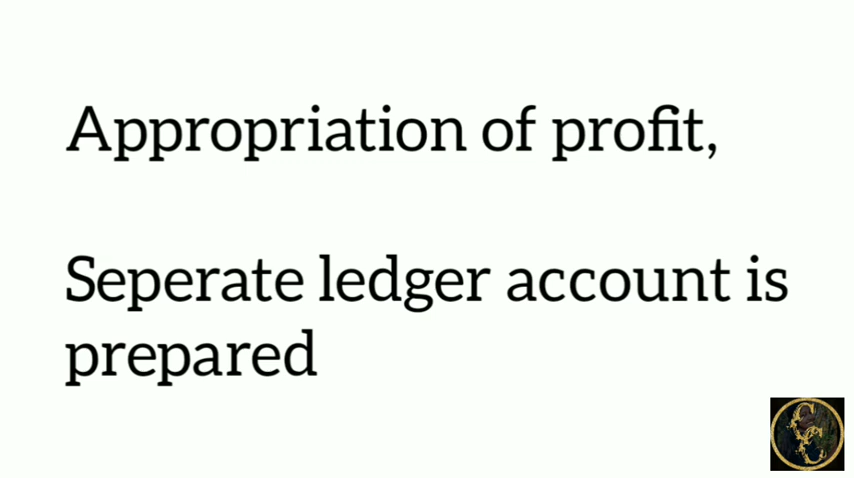 Appropriation of profit,
Seperate ledger account is
prepared